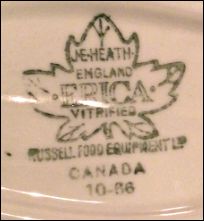 J.E. HEATH
ENGLAND
ERICA
VITRIFIED
RUSSELL FOOD EQUIPMENT LTD
CANADA
10-66